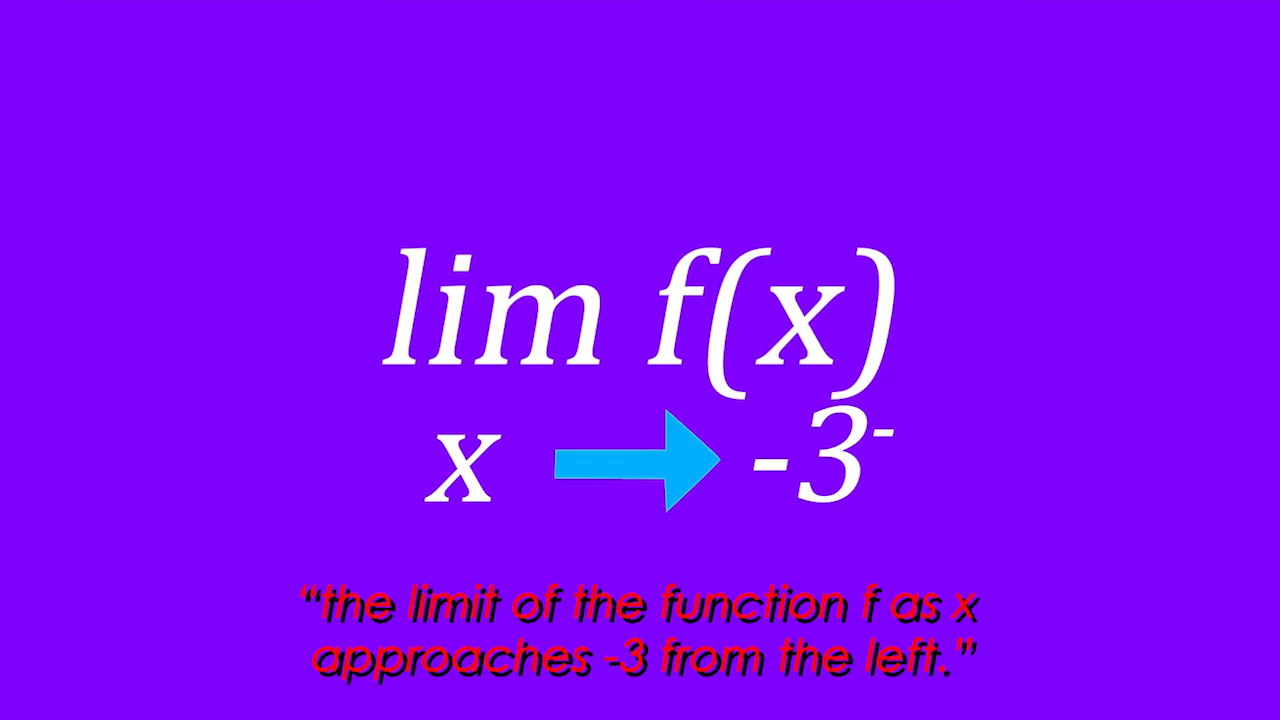 lim f(x)
x → -3⁻
“the limit of the function f as x
approaches -3 from the left.”